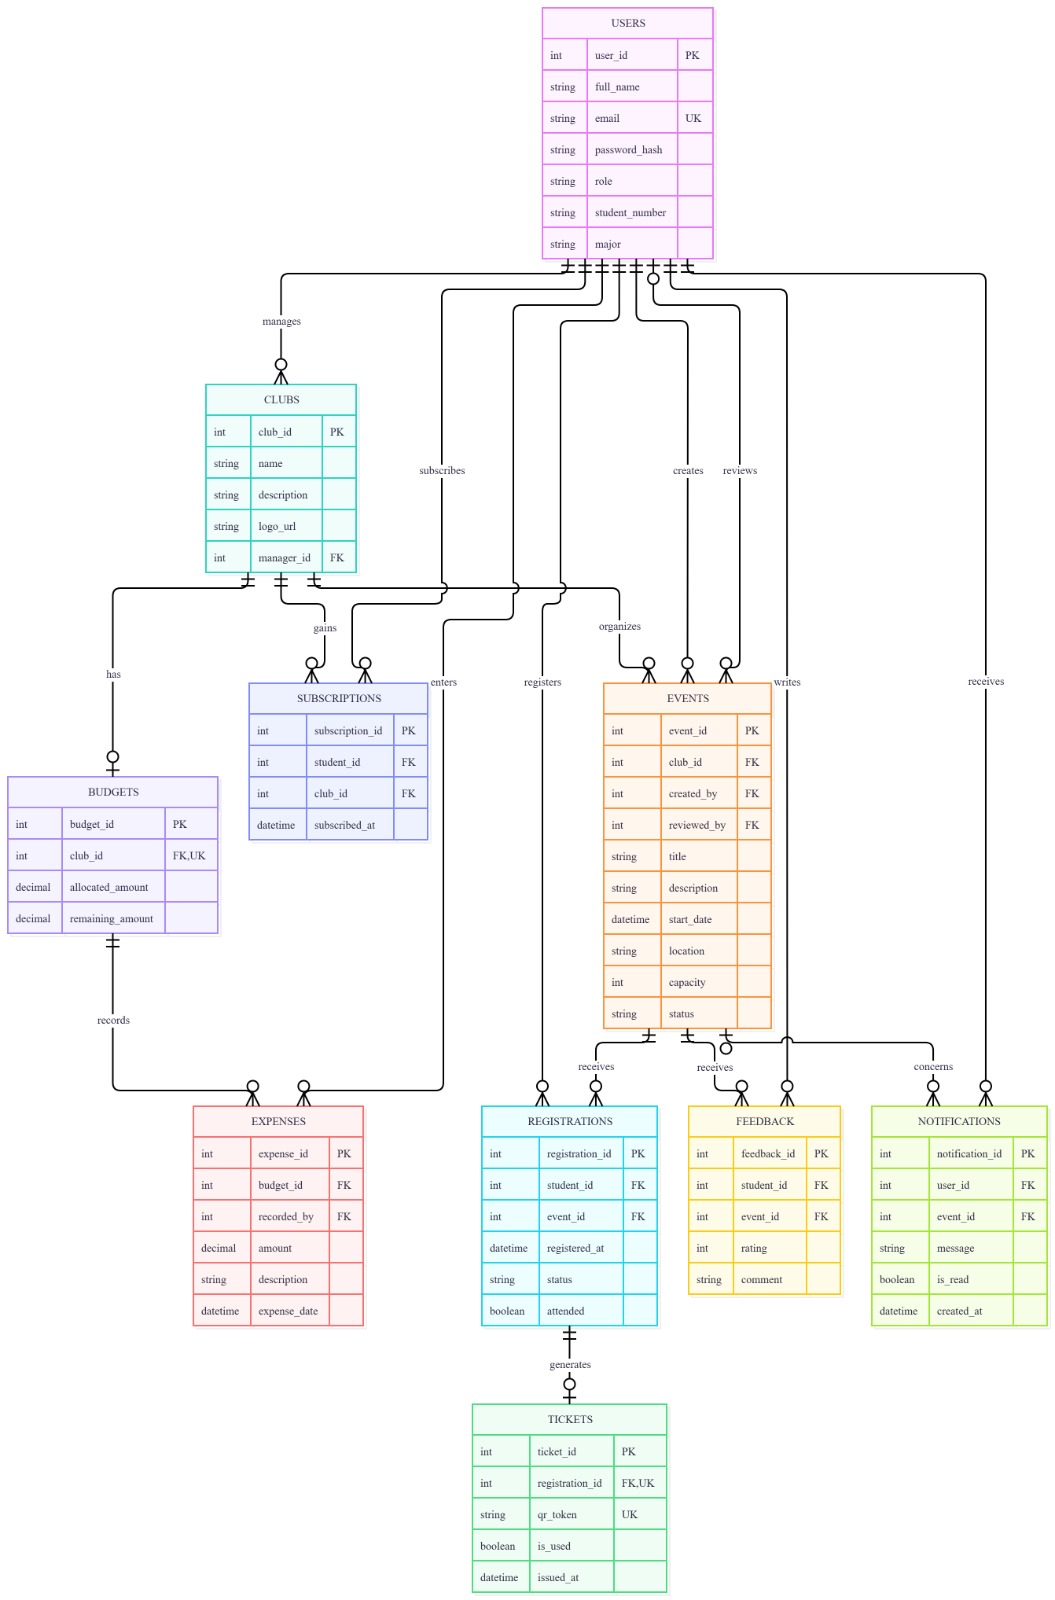 USERS
int user_id PK
string full_name
string email UK
string password_hash
string role
string student_number
string major
manages
CLUBS
int club_id PK
string name
string description
string logo_url
int manager_id FK
subscribes
creates
reviews
has
gains
organizes
enters
registers
writes
receives
SUBSCRIPTIONS
int subscription_id PK
int student_id FK
int club_id FK
datetime subscribed_at
EVENTS
int event_id PK
int club_id FK
int created_by FK
int reviewed_by FK
string title
string description
datetime start_date
string location
int capacity
string status
BUDGETS
int budget_id PK
int club_id FK,UK
decimal allocated_amount
decimal remaining_amount
records
receives
receives
concerns
EXPENSES
int expense_id PK
int budget_id FK
int recorded_by FK
decimal amount
string description
datetime expense_date
REGISTRATIONS
int registration_id PK
int student_id FK
int event_id FK
datetime registered_at
string status
boolean attended
FEEDBACK
int feedback_id PK
int student_id FK
int event_id FK
int rating
string comment
NOTIFICATIONS
int notification_id PK
int user_id FK
int event_id FK
string message
boolean is_read
datetime created_at
generates
TICKETS
int ticket_id PK
int registration_id FK,UK
string qr_token UK
boolean is_used
datetime issued_at